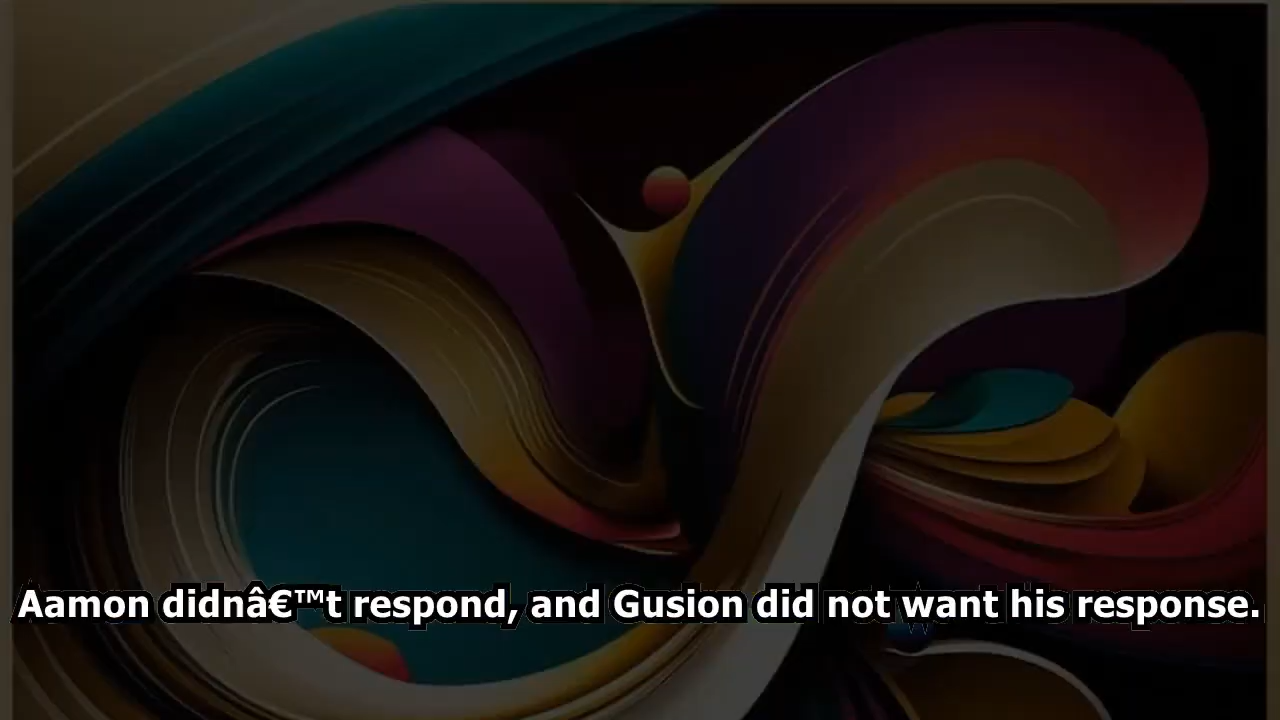 Aamon didnâ€™t respond, and Gusion did not want his response.